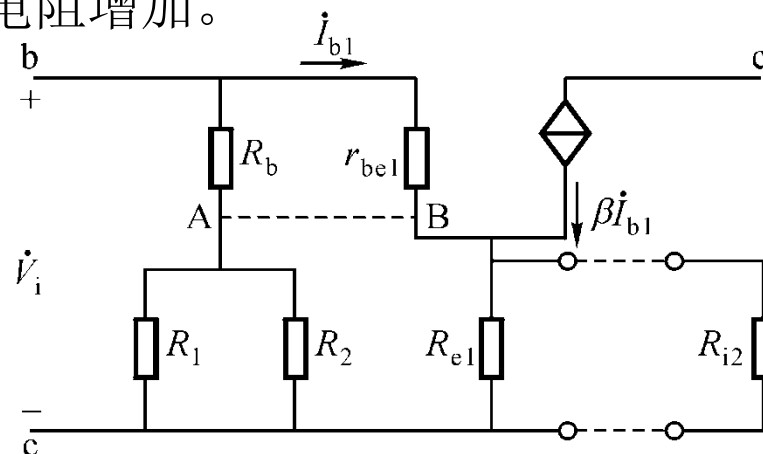 电阻增加。
İb1
b c
+
Rb rbe1
A B
βİb1
V̇i
R1 R2 Re1 Ri2
−
c